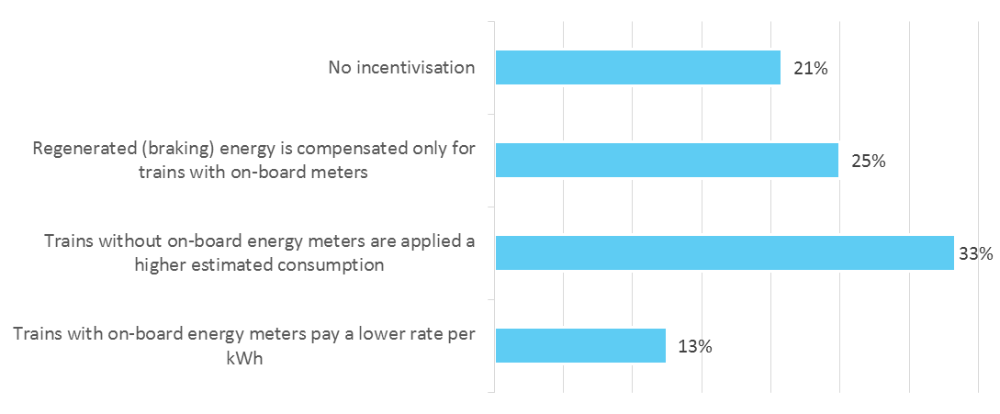 No incentivisation
21%
Regenerated (braking) energy is compensated only for
trains with on-board meters
25%
Trains without on-board energy meters are applied a
higher estimated consumption
33%
Trains with on-board energy meters pay a lower rate per
kWh
13%